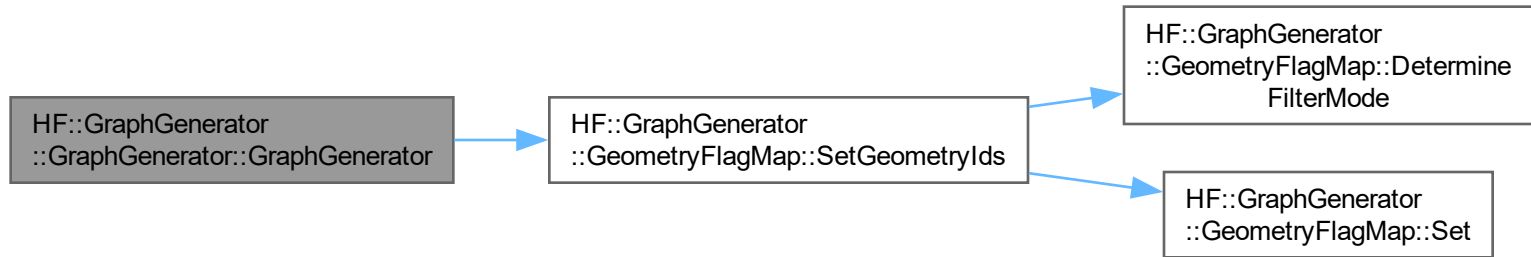 HF::GraphGenerator
::GraphGenerator::GraphGenerator
HF::GraphGenerator
::GeometryFlagMap::SetGeometryIds
HF::GraphGenerator
::GeometryFlagMap::Determine
FilterMode
HF::GraphGenerator
::GeometryFlagMap::Set